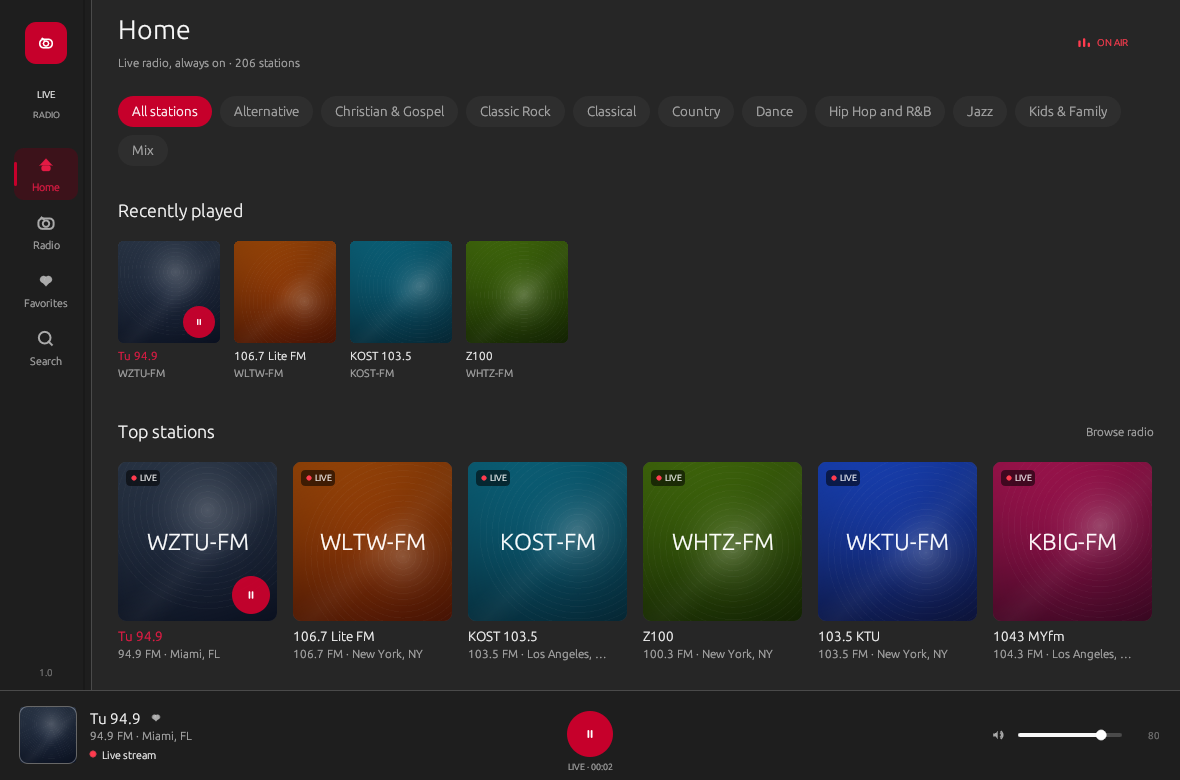 LIVE
RADIO
Home
Radio
Favorites
Search
1.0
Home
Live radio, always on · 206 stations
ON AIR
All stations Alternative Christian & Gospel Classic Rock Classical Country Dance Hip Hop and R&B Jazz Kids & Family
Mix
Recently played
Tu 94.9 106.7 Lite FM KOST 103.5 Z100
WZTU-FM WLTW-FM KOST-FM WHTZ-FM
Top stations Browse radio
LIVE LIVE LIVE LIVE LIVE LIVE
WZTU-FM WLTW-FM KOST-FM WHTZ-FM WKTU-FM KBIG-FM
Tu 94.9 106.7 Lite FM KOST 103.5 Z100 103.5 KTU 1043 MYfm
94.9 FM · Miami, FL 106.7 FM · New York, NY 103.5 FM · Los Angeles, ... 100.3 FM · New York, NY 103.5 FM · New York, NY 104.3 FM · Los Angeles, ...
Tu 94.9
94.9 FM · Miami, FL
Live stream
LIVE · 00:02
80